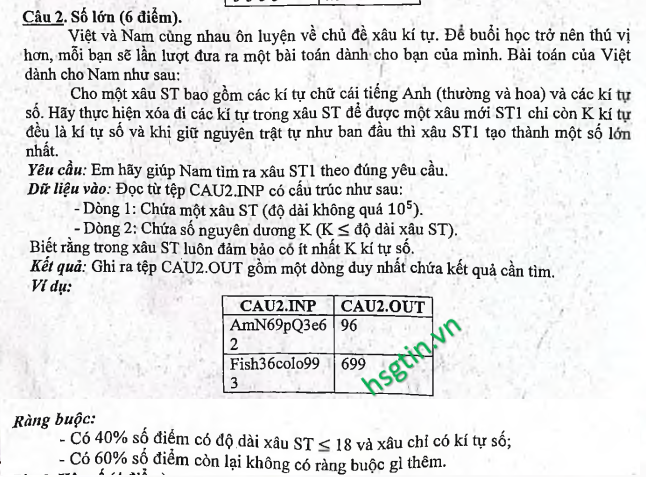 Câu 2. Số lớn (6 điểm).
Việt và Nam cùng nhau ôn luyện về chủ đề xâu kí tự. Để buổi học trở nên thú vị
hơn, mỗi bạn sẽ lần lượt đưa ra một bài toán dành cho bạn của mình. Bài toán của Việt
dành cho Nam như sau:
Cho một xâu ST bao gồm các kí tự chữ cái tiếng Anh (thường và hoa) và các kí tự
số. Hãy thực hiện xóa đi các kí tự trong xâu ST để được một xâu mới ST1 chỉ còn K kí tự
đều là kí tự số và khi giữ nguyên trật tự như ban đầu thì xâu ST1 tạo thành một số lớn
nhất.
Yêu cầu: Em hãy giúp Nam tìm ra xâu ST1 theo đúng yêu cầu.
Dữ liệu vào: Đọc từ tệp CAU2.INP có cấu trúc như sau:
- Dòng 1: Chứa một xâu ST (độ dài không quá 10⁵).
- Dòng 2: Chứa số nguyên dương K (K ≤ độ dài xâu ST).
Biết rằng trong xâu ST luôn đảm bảo có ít nhất K kí tự số.
Kết quả: Ghi ra tệp CAU2.OUT gồm một dòng duy nhất chứa kết quả cần tìm.
Ví dụ:
CAU2.INP CAU2.OUT
AmN69pQ3e6 96
2
Fish36colo99 699
3
hsgtin.vn
Ràng buộc:
- Có 40% số điểm có độ dài xâu ST ≤ 18 và xâu chỉ có kí tự số;
- Có 60% số điểm còn lại không có ràng buộc gì thêm.